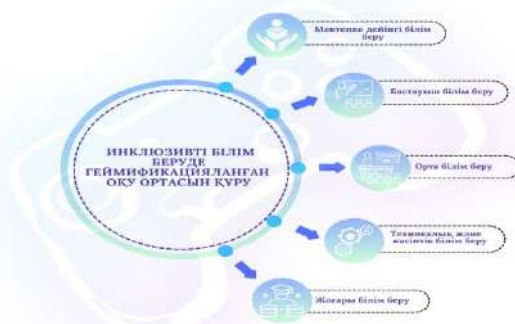 Мектепке дейінгі білім
беру
Бастауыш білім беру
ИНКЛЮЗИВТІ БІЛІМ
БЕРУДЕ
ГЕЙМИФИКАЦИЯЛАНҒАН
ОҚУ ОРТАСЫН ҚҰРУ
Орта білім беру
Техникалық және
кәсіптік білім беру
Жоғары білім беру